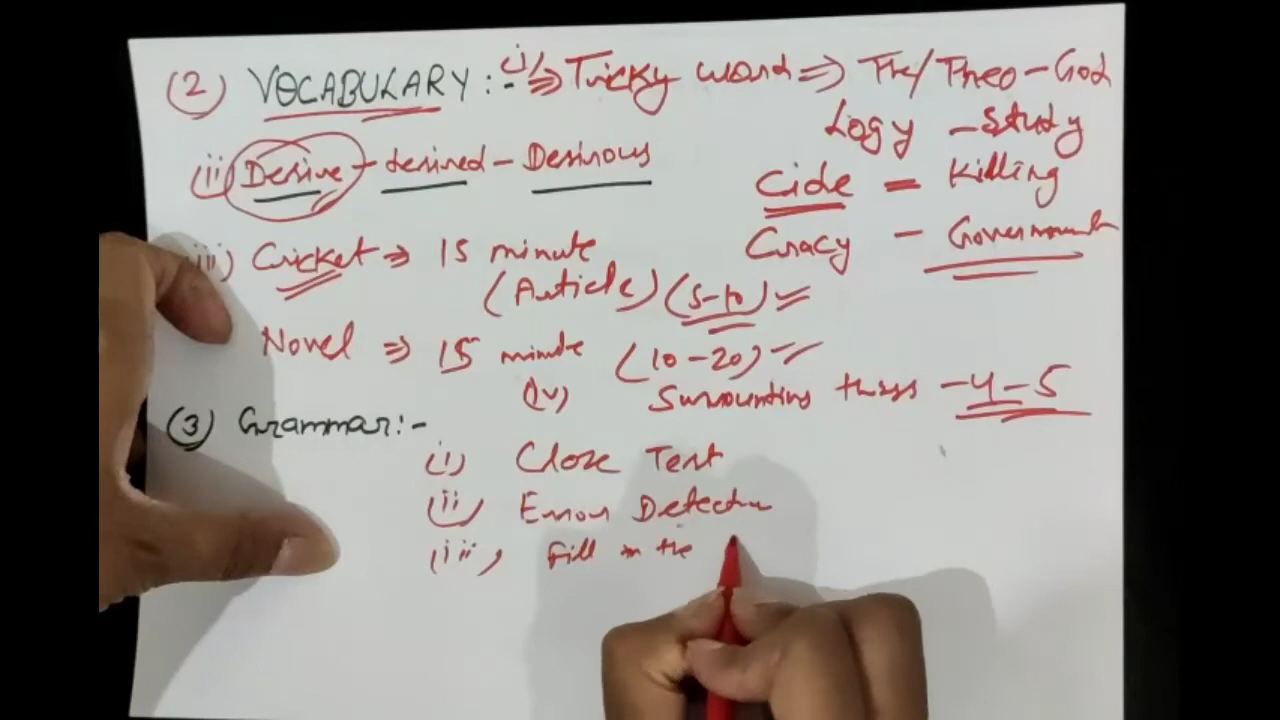 (2) VOCABULARY :- (i) => Tricky word => The/Theo - God
Logy - Study
(ii) Desire - desired - Desirous
Cide = Killing
Cracy - Government
iii) Cricket => 15 minute
(Article) (5-10)
Novel => 15 minute (10-20)
(iv) Surrounting things - 4-5
(3) Grammar:-
(i) Close Test
(ii) Error Detection
(iii) Fill in the